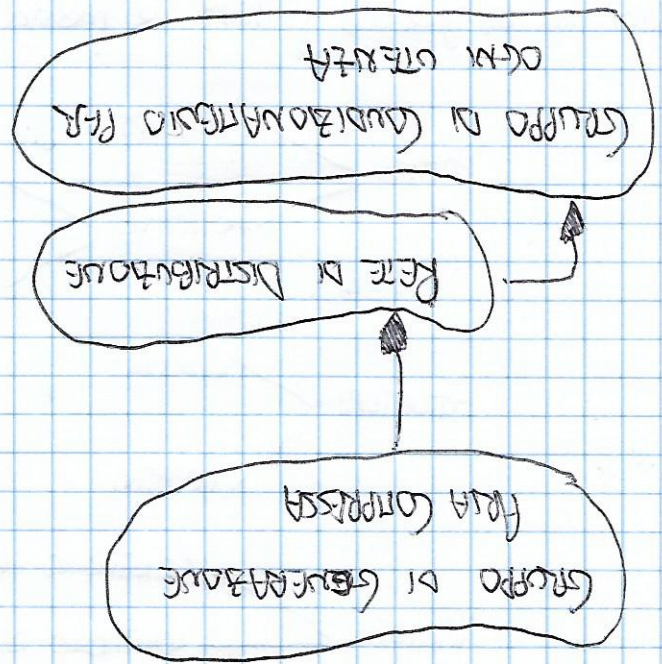 GRUPPO DI GENERAZIONE
ARIA COMPRESSA
RETE DI DISTRIBUZIONE
GRUPPO DI CONDIZIONAMENTO PER
OGNI UTENZA